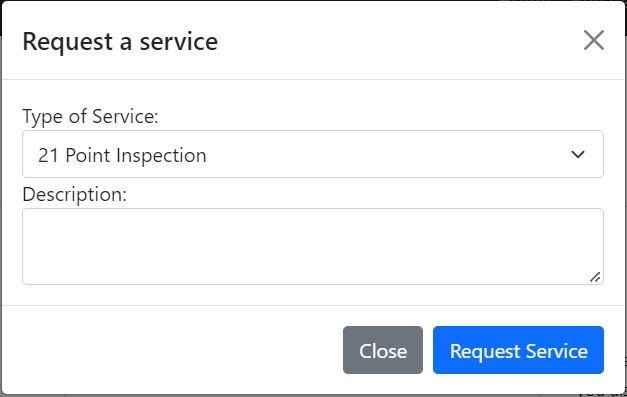 Request a service
Type of Service:
21 Point Inspection
Description:
Close
Request Service